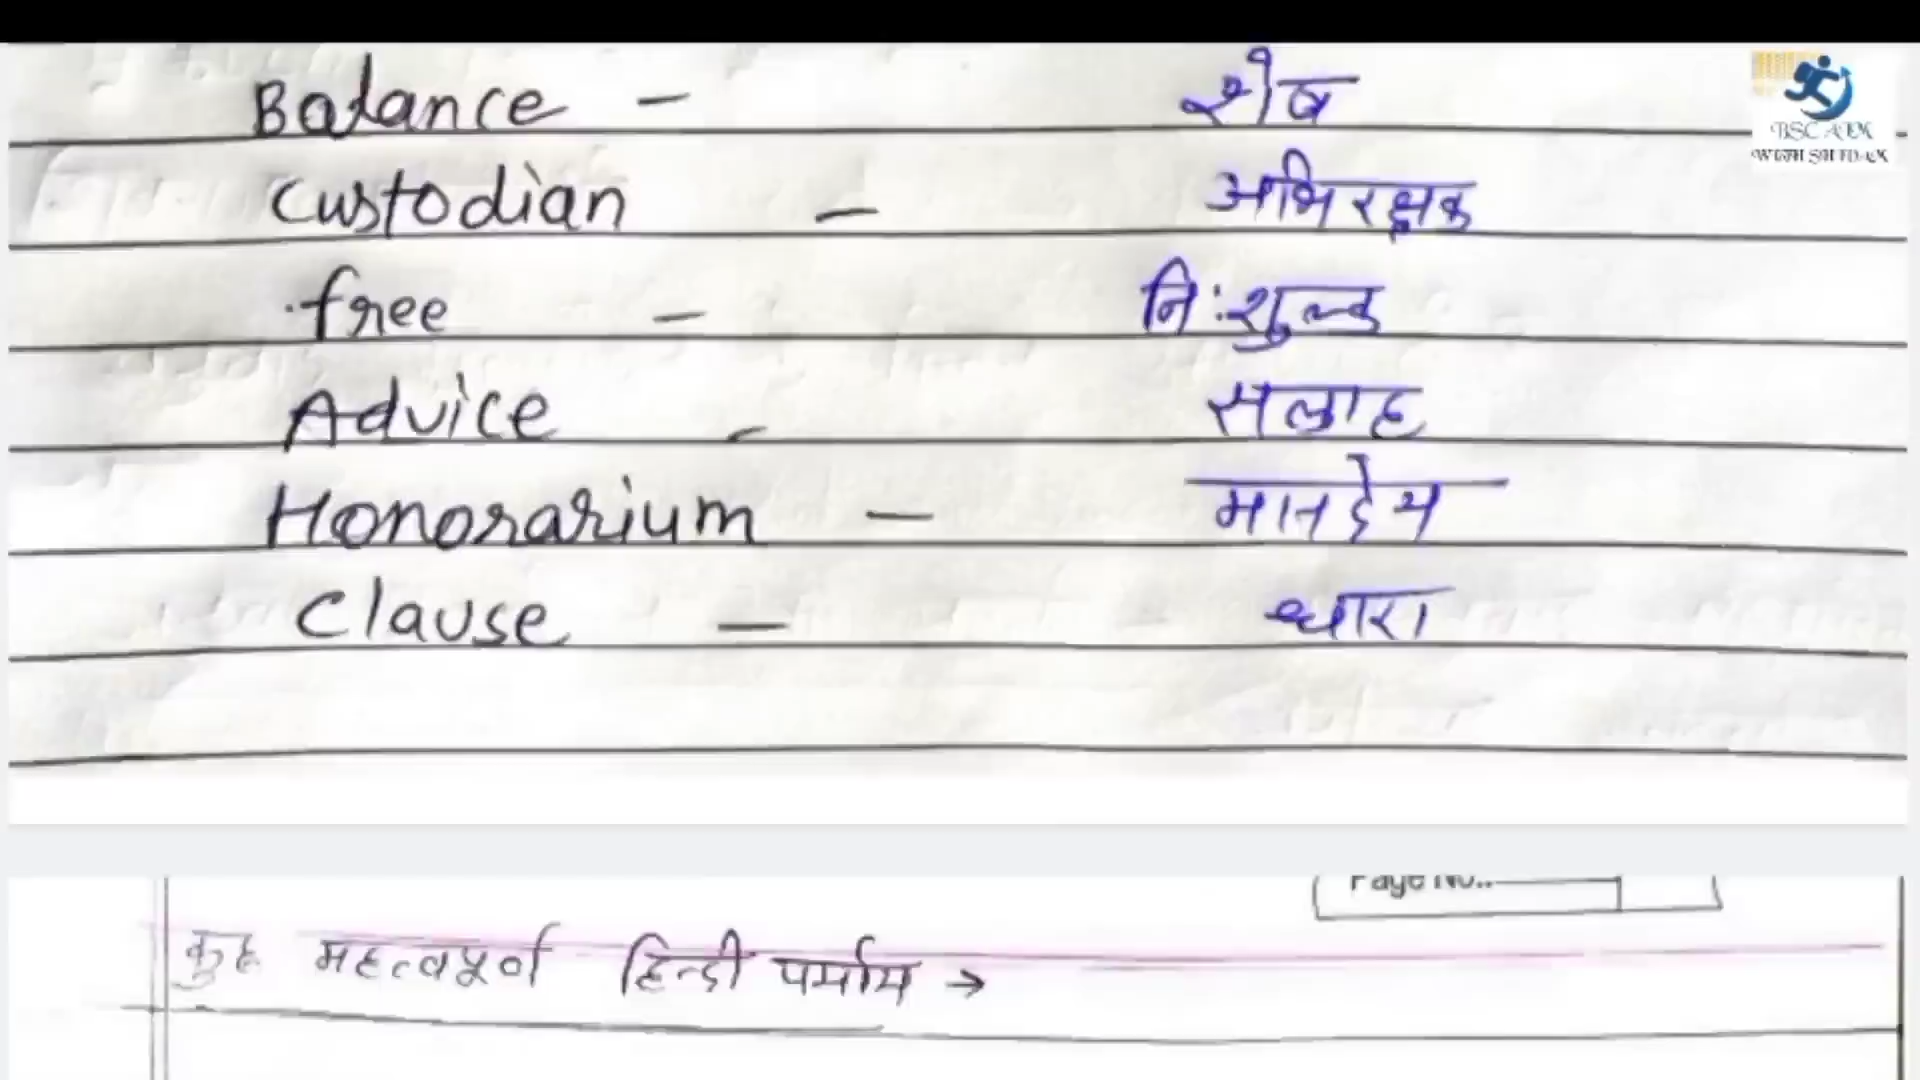 Balance - शेष
Custodian - अभिरक्षक
free - नि:शुल्क
Advice - सलाह
Honorarium - मानदेय
Clause - धारा
Page No..
कुछ महत्वपूर्ण हिन्दी पर्याय →